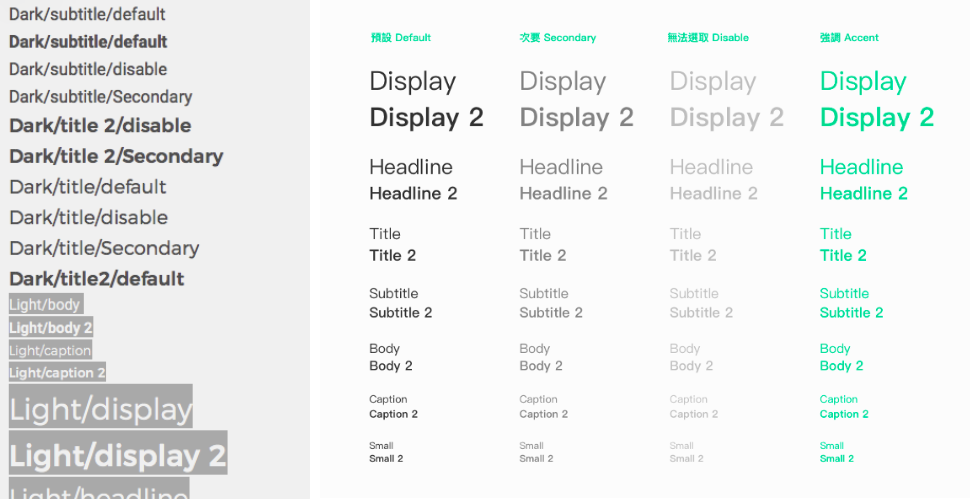 Dark/subtitle/default
Dark/subtitle/default
Dark/subtitle/disable
Dark/subtitle/Secondary
Dark/title 2/disable
Dark/title 2/Secondary
Dark/title/default
Dark/title/disable
Dark/title/Secondary
Dark/title2/default
Light/body
Light/body 2
Light/caption
Light/caption 2
Light/display
Light/display 2
Light/headline
預設 Default 次要 Secondary 無法選取 Disable 強調 Accent
Display Display Display Display
Display 2 Display 2 Display 2 Display 2
Headline Headline Headline Headline
Headline 2 Headline 2 Headline 2 Headline 2
Title Title Title Title
Title 2 Title 2 Title 2 Title 2
Subtitle Subtitle Subtitle Subtitle
Subtitle 2 Subtitle 2 Subtitle 2 Subtitle 2
Body Body Body Body
Body 2 Body 2 Body 2 Body 2
Caption Caption Caption Caption
Caption 2 Caption 2 Caption 2 Caption 2
Small Small Small Small
Small 2 Small 2 Small 2 Small 2